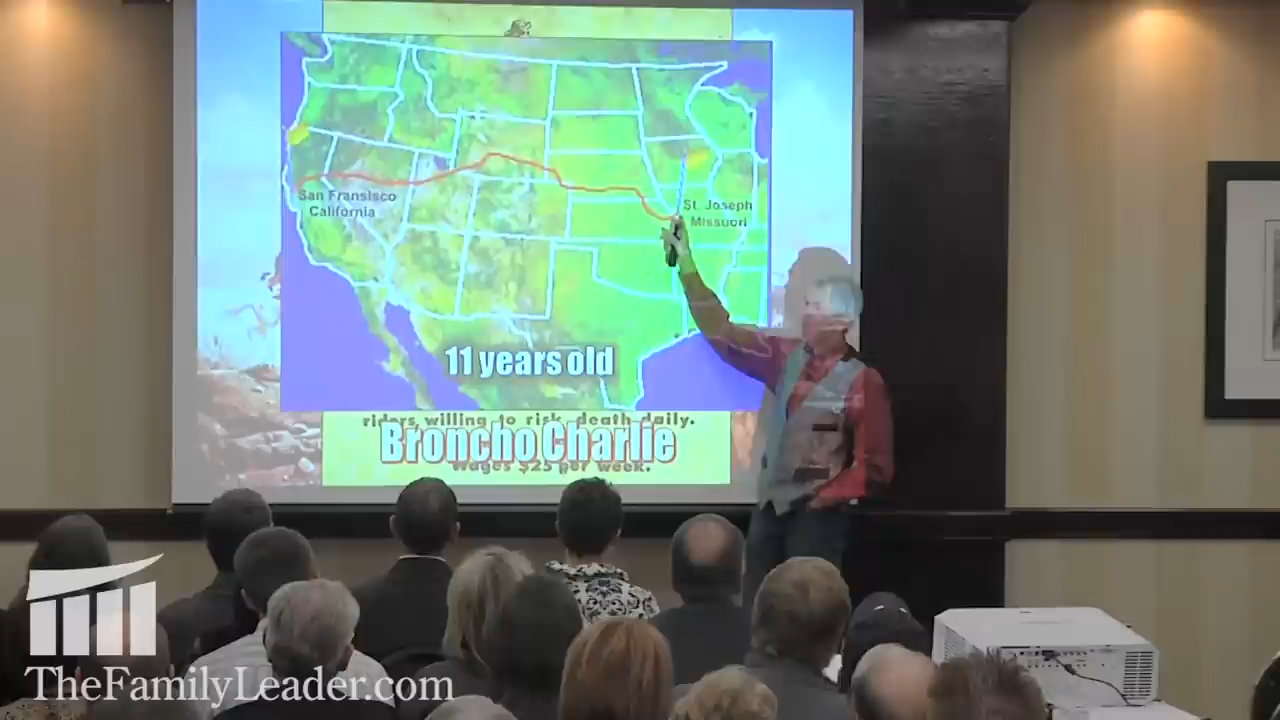 San Fransisco
California
St. Joseph
Missuori
11 years old
riders, willing to risk death daily.
Broncho Charlie
Wages $25 per week.
TheFamilyLeader.com